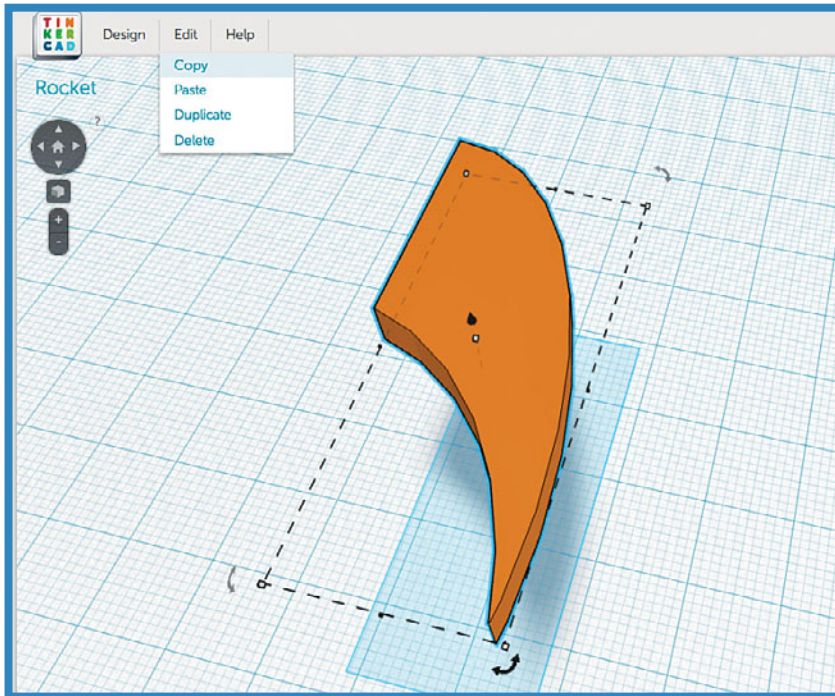 TIN
KER
CAD
Design Edit Help
Copy
Paste
Duplicate
Delete
Rocket
?
+
-